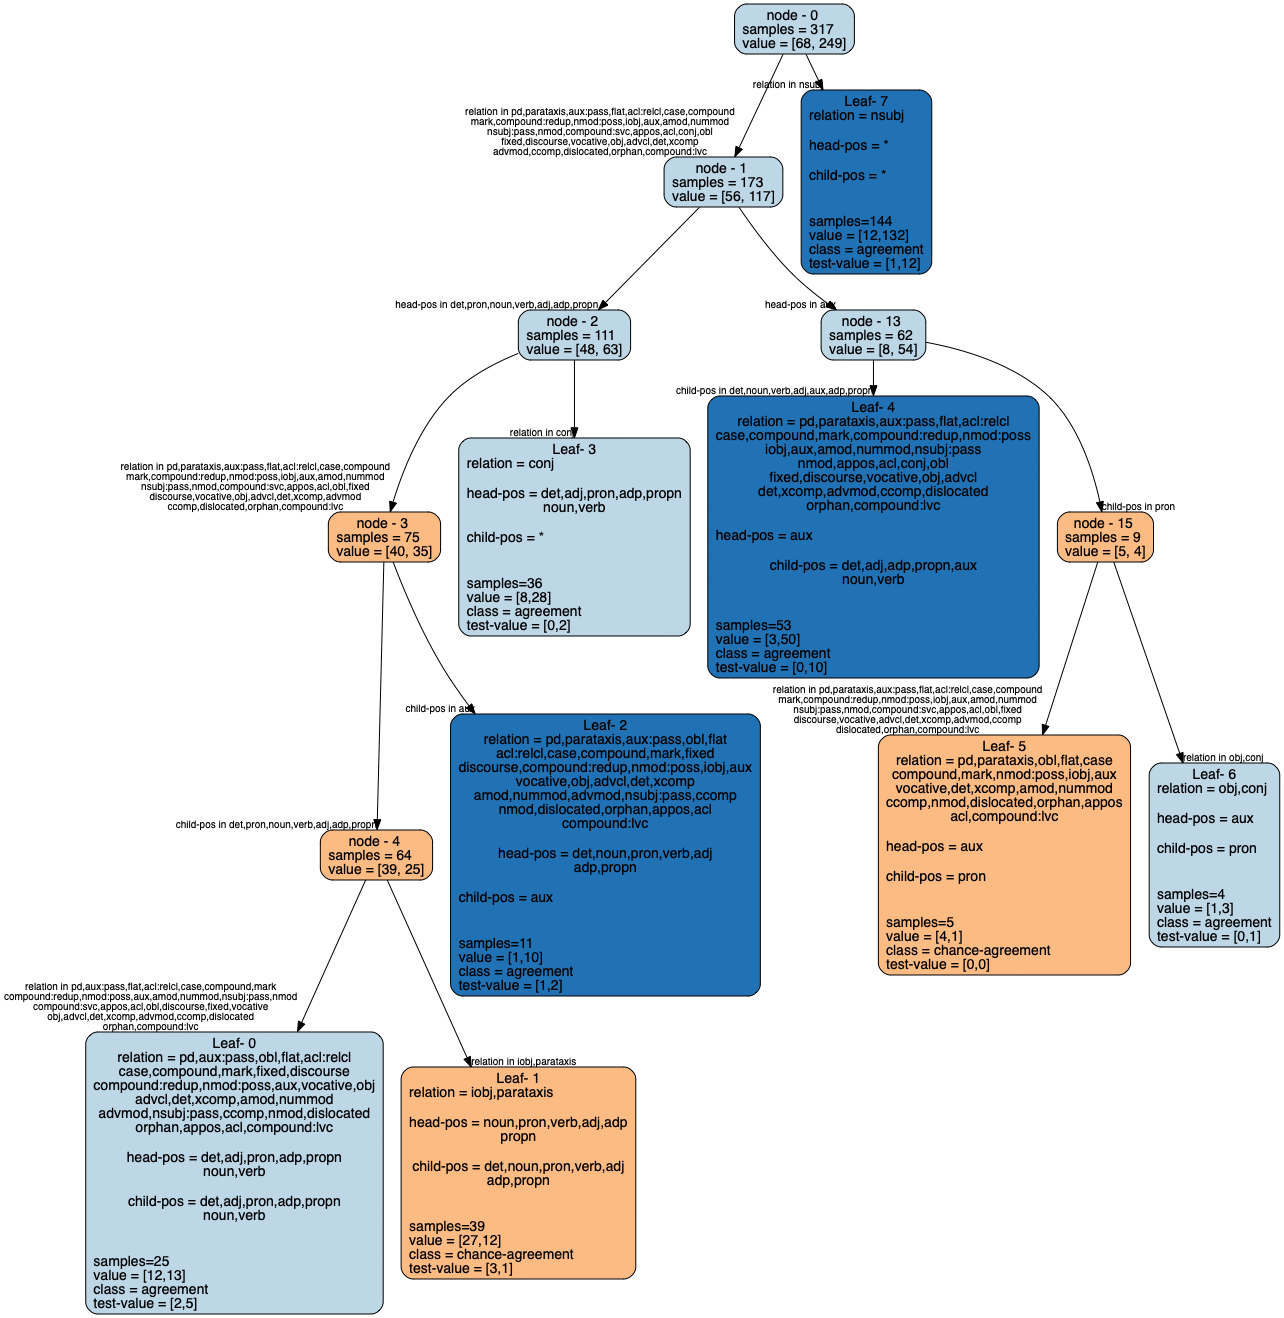 node - 0
samples = 317
value = [68, 249]
relation in nsubj
relation in pd,parataxis,aux:pass,flat,acl:relcl,case,compound
mark,compound:redup,nmod:poss,iobj,aux,amod,nummod
nsubj:pass,nmod,compound:svc,appos,acl,conj,obl
fixed,discourse,vocative,obj,advcl,det,xcomp
advmod,ccomp,dislocated,orphan,compound:lvc
Leaf- 7
relation = nsubj
head-pos = *
child-pos = *
samples=144
value = [12,132]
class = agreement
test-value = [1,12]
node - 1
samples = 173
value = [56, 117]
head-pos in det,pron,noun,verb,adj,adp,propn
head-pos in aux
node - 2
samples = 111
value = [48, 63]
node - 13
samples = 62
value = [8, 54]
relation in pd,parataxis,aux:pass,flat,acl:relcl,case,compound
mark,compound:redup,nmod:poss,iobj,aux,amod,nummod
nsubj:pass,nmod,compound:svc,appos,acl,obl,fixed
discourse,vocative,obj,advcl,det,xcomp,advmod
ccomp,dislocated,orphan,compound:lvc
relation in conj
Leaf- 3
relation = conj
head-pos = det,adj,pron,adp,propn
noun,verb
child-pos = *
samples=36
value = [8,28]
class = agreement
test-value = [0,2]
child-pos in det,noun,verb,adj,aux,adp,propn
Leaf- 4
relation = pd,parataxis,aux:pass,flat,acl:relcl
case,compound,mark,compound:redup,nmod:poss
iobj,aux,amod,nummod,nsubj:pass
nmod,appos,acl,conj,obl
fixed,discourse,vocative,obj,advcl
det,xcomp,advmod,ccomp,dislocated
orphan,compound:lvc
head-pos = aux
child-pos = det,adj,adp,propn,aux
noun,verb
samples=53
value = [3,50]
class = agreement
test-value = [0,10]
child-pos in pron
node - 3
samples = 75
value = [40, 35]
node - 15
samples = 9
value = [5, 4]
child-pos in aux
Leaf- 2
relation = pd,parataxis,aux:pass,obl,flat
acl:relcl,case,compound,mark,fixed
discourse,compound:redup,nmod:poss,iobj,aux
vocative,obj,advcl,det,xcomp
amod,nummod,advmod,nsubj:pass,ccomp
nmod,dislocated,orphan,appos,acl
compound:lvc
head-pos = det,noun,pron,verb,adj
adp,propn
child-pos = aux
samples=11
value = [1,10]
class = agreement
test-value = [1,2]
relation in pd,parataxis,aux:pass,flat,acl:relcl,case,compound
mark,compound:redup,nmod:poss,iobj,aux,amod,nummod
nsubj:pass,nmod,compound:svc,appos,acl,obl,fixed
discourse,vocative,advcl,det,xcomp,advmod,ccomp
dislocated,orphan,compound:lvc
Leaf- 5
relation = pd,parataxis,obl,flat,case
compound,mark,nmod:poss,iobj,aux
vocative,det,xcomp,amod,nummod
ccomp,nmod,dislocated,orphan,appos
acl,compound:lvc
head-pos = aux
child-pos = pron
samples=5
value = [4,1]
class = chance-agreement
test-value = [0,0]
relation in obj,conj
Leaf- 6
relation = obj,conj
head-pos = aux
child-pos = pron
samples=4
value = [1,3]
class = agreement
test-value = [0,1]
child-pos in det,pron,noun,verb,adj,adp,propn
node - 4
samples = 64
value = [39, 25]
relation in pd,aux:pass,flat,acl:relcl,case,compound,mark
compound:redup,nmod:poss,aux,amod,nummod,nsubj:pass,nmod
compound:svc,appos,acl,obl,discourse,fixed,vocative
obj,advcl,det,xcomp,advmod,ccomp,dislocated
orphan,compound:lvc
Leaf- 0
relation = pd,aux:pass,obl,flat,acl:relcl
case,compound,mark,fixed,discourse
compound:redup,nmod:poss,aux,vocative,obj
advcl,det,xcomp,amod,nummod
advmod,nsubj:pass,ccomp,nmod,dislocated
orphan,appos,acl,compound:lvc
head-pos = det,adj,pron,adp,propn
noun,verb
child-pos = det,adj,pron,adp,propn
noun,verb
samples=25
value = [12,13]
class = agreement
test-value = [2,5]
relation in iobj,parataxis
Leaf- 1
relation = iobj,parataxis
head-pos = noun,pron,verb,adj,adp
propn
child-pos = det,noun,pron,verb,adj
adp,propn
samples=39
value = [27,12]
class = chance-agreement
test-value = [3,1]